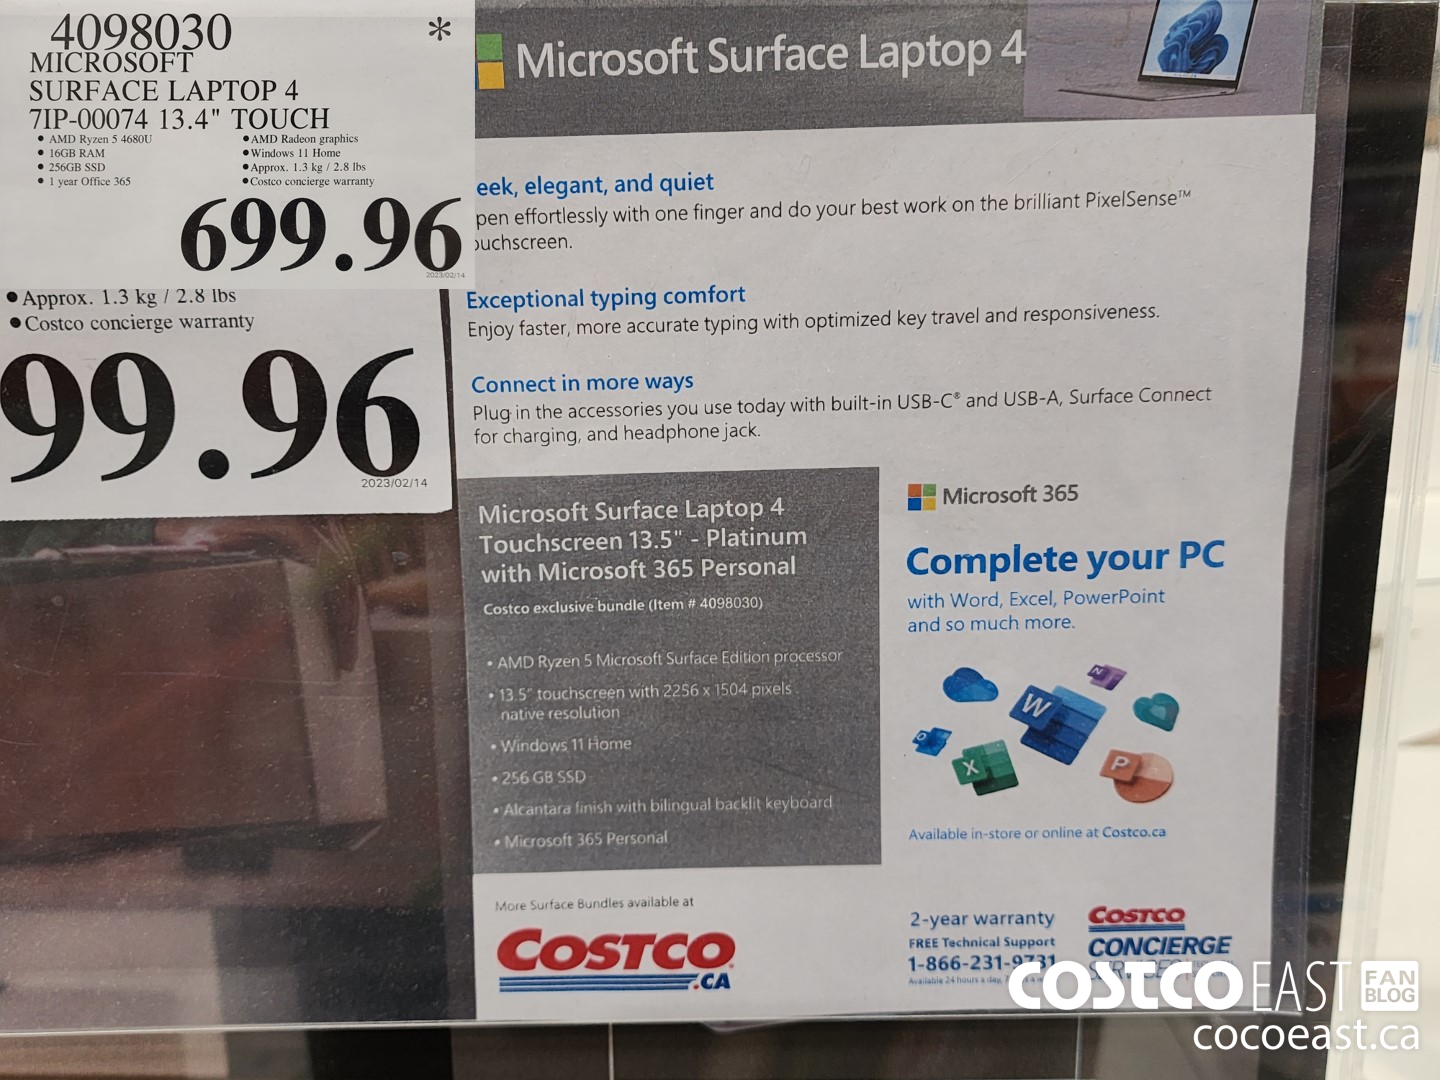 4098030 *
MICROSOFT
SURFACE LAPTOP 4
7IP-00074 13.4" TOUCH
• AMD Ryzen 5 4680U
• 16GB RAM
• 256GB SSD
• 1 year Office 365
• AMD Radeon graphics
• Windows 11 Home
• Approx. 1.3 kg / 2.8 lbs
• Costco concierge warranty
699.96
2023/02/14
• Approx. 1.3 kg / 2.8 lbs
• Costco concierge warranty
99.96
2023/02/14
Microsoft Surface Laptop 4
eek, elegant, and quiet
pen effortlessly with one finger and do your best work on the brilliant PixelSense™
ouchscreen.
Exceptional typing comfort
Enjoy faster, more accurate typing with optimized key travel and responsiveness.
Connect in more ways
Plug in the accessories you use today with built-in USB-C® and USB-A, Surface Connect
for charging, and headphone jack.
Microsoft Surface Laptop 4
Touchscreen 13.5" - Platinum
with Microsoft 365 Personal
Costco exclusive bundle (Item # 4098030)
• AMD Ryzen 5 Microsoft Surface Edition processor
• 13.5" touchscreen with 2256 x 1504 pixels
native resolution
• Windows 11 Home
• 256 GB SSD
• Alcantara finish with bilingual backlit keyboard
• Microsoft 365 Personal
Microsoft 365
Complete your PC
with Word, Excel, PowerPoint
and so much more.
N
W
O
X
P
Available in-store or online at Costco.ca
More Surface Bundles available at
COSTCO
.CA
2-year warranty
FREE Technical Support
1-866-231-9731
Available 24 hours a day, 7
COSTCO
CONCIERGE
COSTCO EAST FAN BLOG
cocoeast.ca